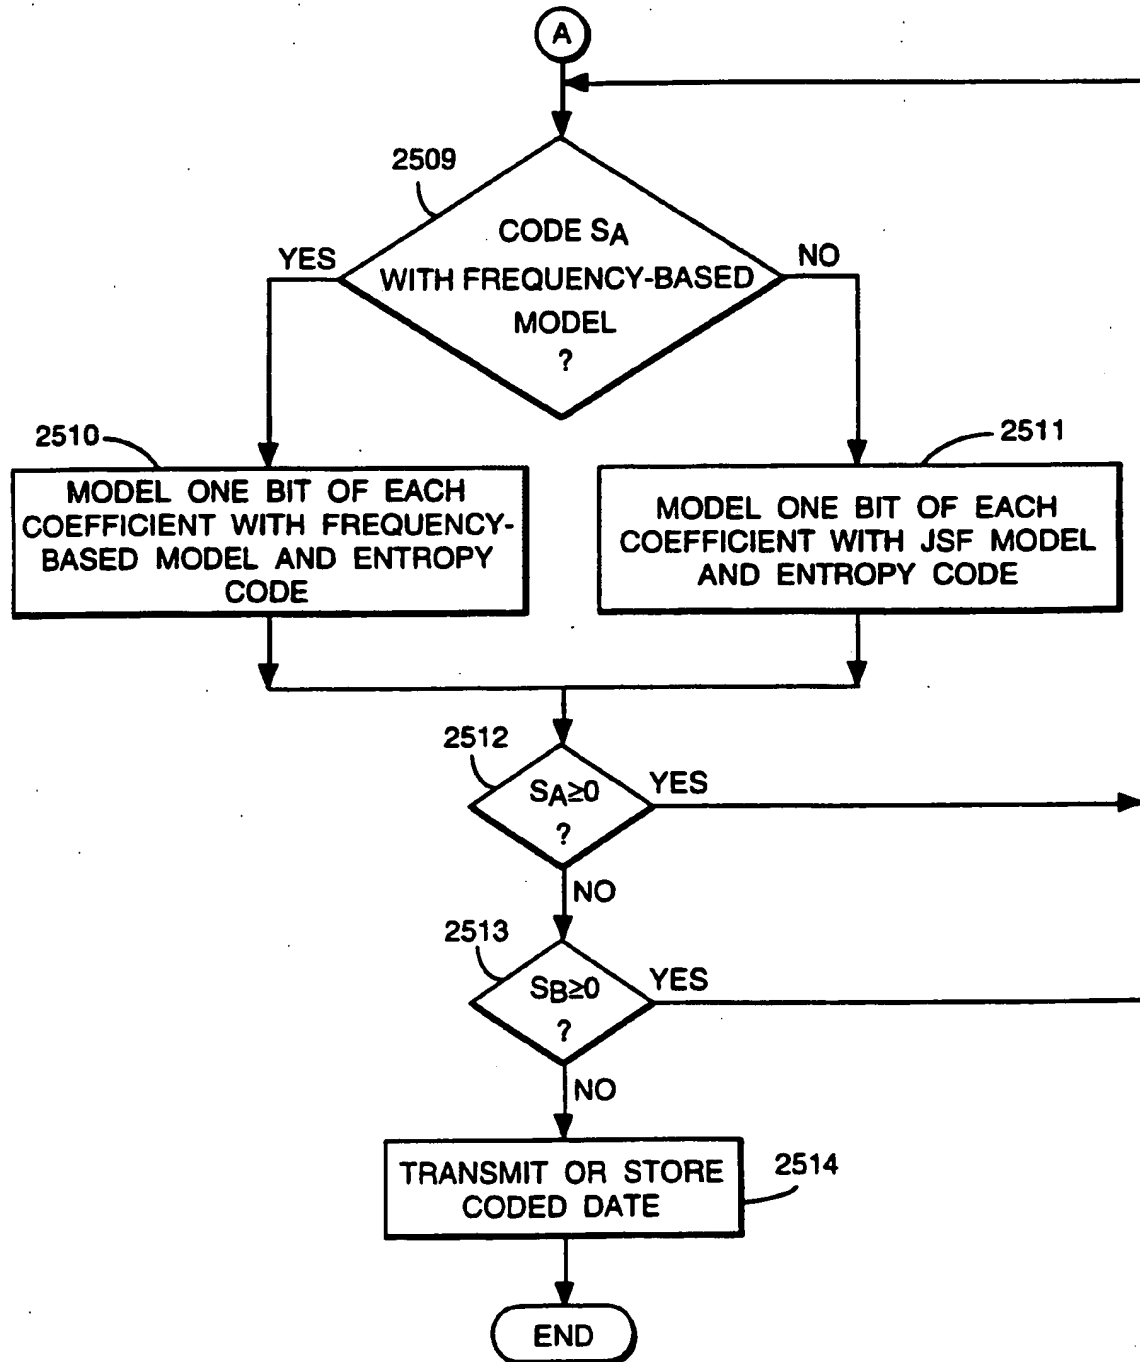 A
2509
CODE SA
YES
NO
WITH FREQUENCY-BASED
MODEL
?
2510
2511
MODEL ONE BIT OF EACH
COEFFICIENT WITH FREQUENCY-
BASED MODEL AND ENTROPY
CODE
MODEL ONE BIT OF EACH
COEFFICIENT WITH JSF MODEL
AND ENTROPY CODE
2512
SA≥0
?
YES
NO
2513
SB≥0
?
YES
NO
TRANSMIT OR STORE
CODED DATE
2514
END